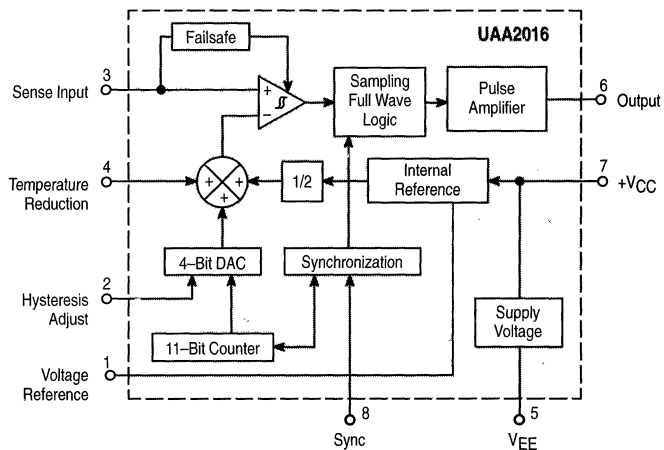 UAA2016
Failsafe
3
Sense Input
+
−
Sampling
Full Wave
Logic
Pulse
Amplifier
6
Output
4
Temperature
Reduction
+
+
+
1/2
Internal
Reference
7
+VCC
4–Bit DAC
Synchronization
2
Hysteresis
Adjust
11–Bit Counter
Supply
Voltage
1
Voltage
Reference
8
Sync
5
VEE